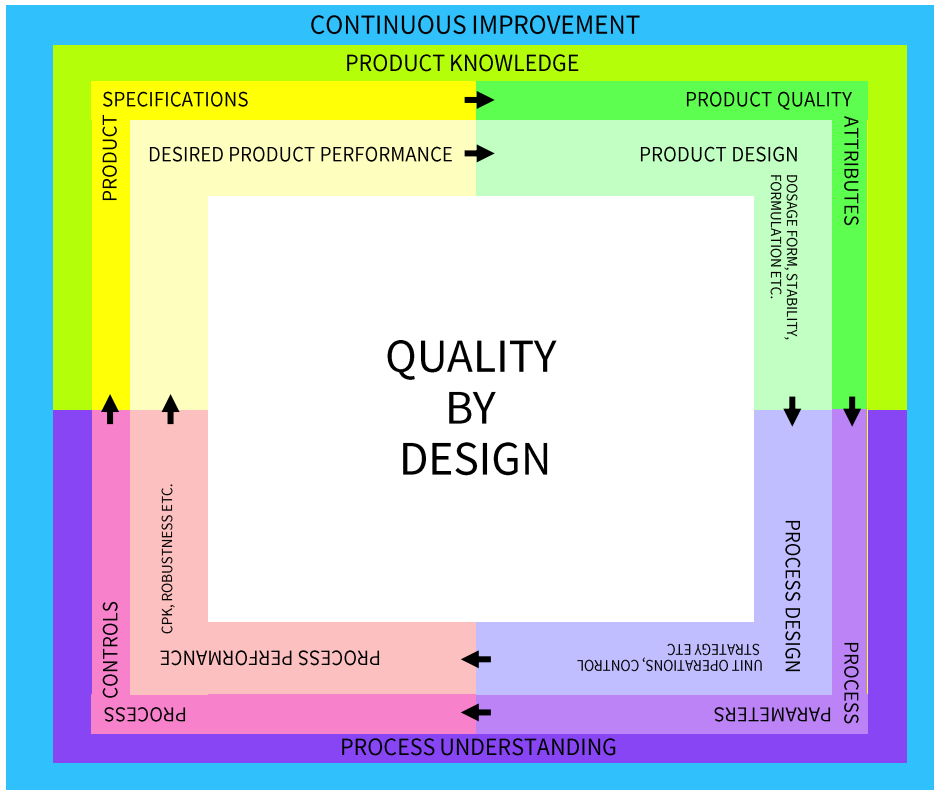 CONTINUOUS IMPROVEMENT
PRODUCT KNOWLEDGE
PRODUCT
SPECIFICATIONS
PRODUCT QUALITY
ATTRIBUTES
DESIRED PRODUCT PERFORMANCE
PRODUCT DESIGN
DOSAGE FORM, STABILITY,
FORMULATION ETC.
QUALITY
BY
DESIGN
PROCESS DESIGN
UNIT OPERATIONS, CONTROL
STRATEGY ETC
PROCESS
PARAMETERS
PROCESS PERFORMANCE
CPK, ROBUSTNESS ETC.
PROCESS
CONTROLS
PROCESS UNDERSTANDING